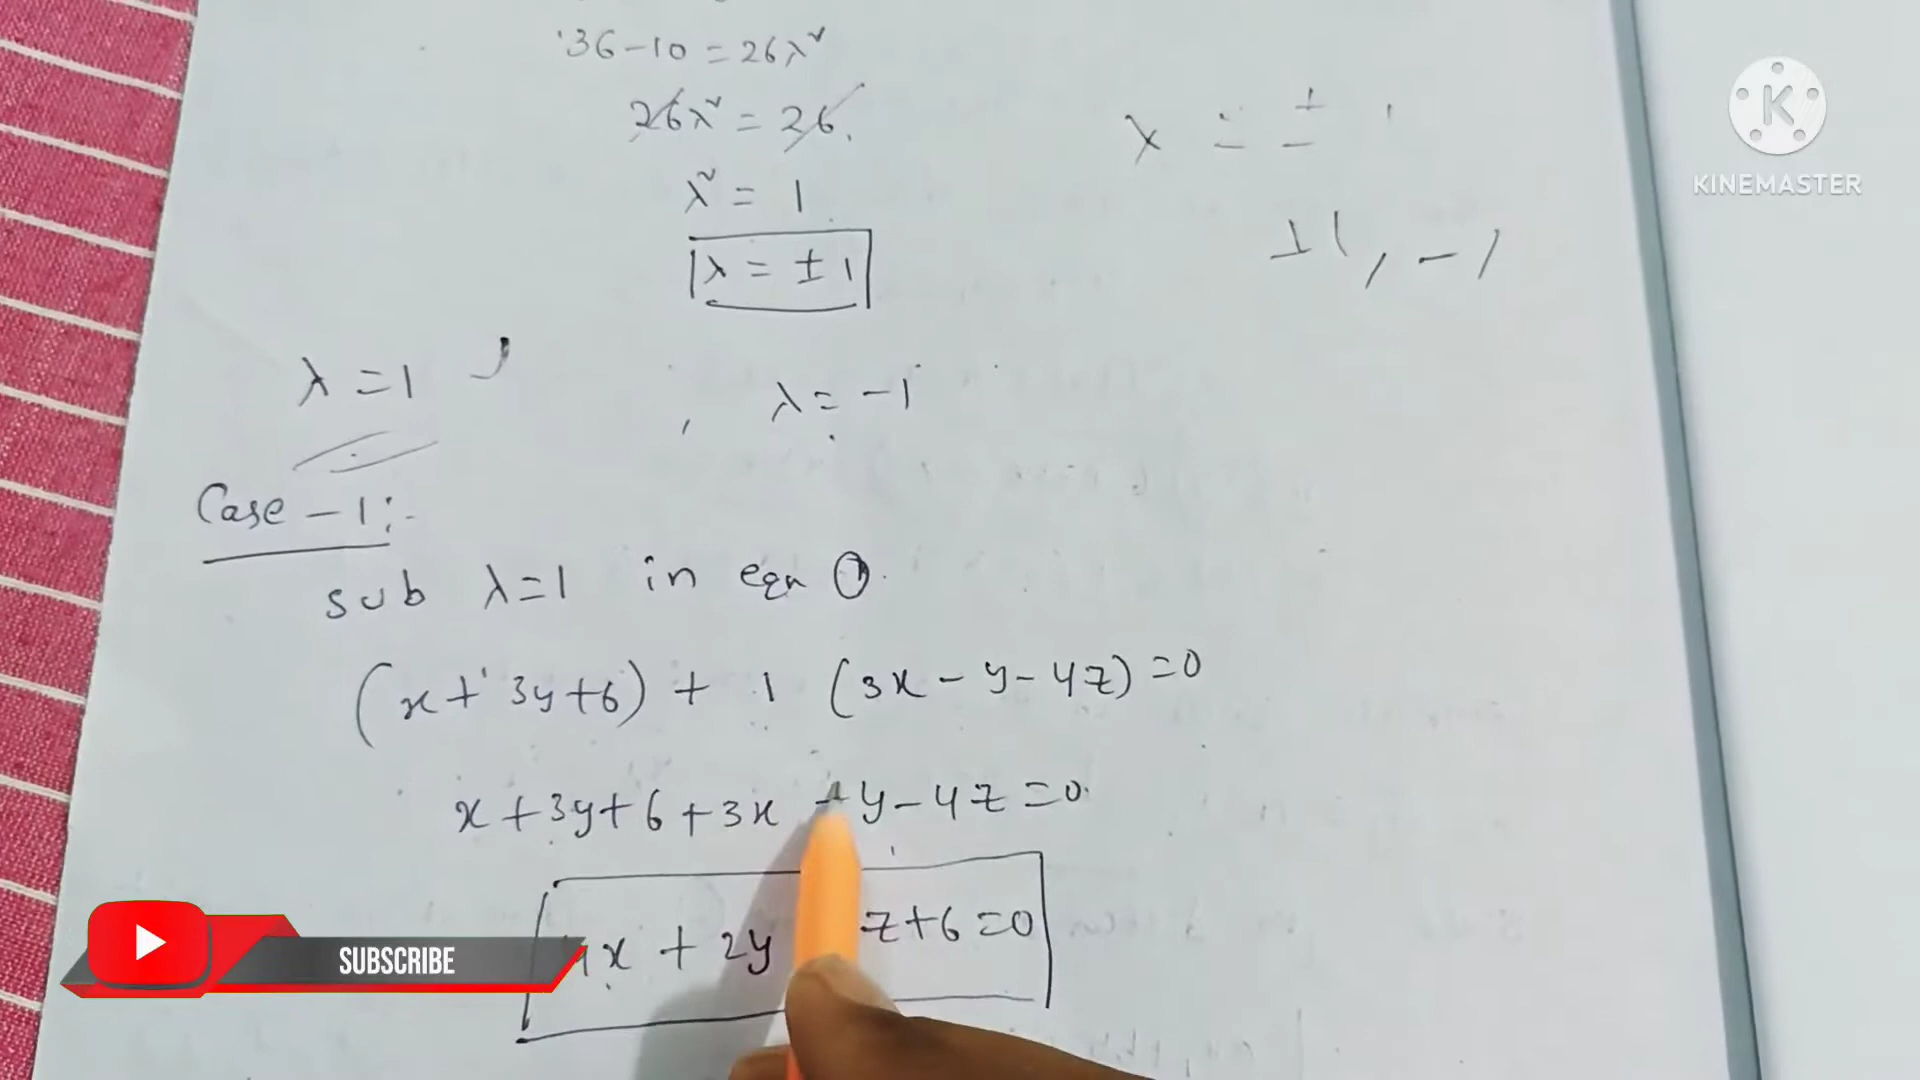 36-10 = 26λ²
26λ² = 26.
λ² = 1
λ = ± 1
λ = ±
±1, -1
KINEMASTER
λ = 1 , λ = -1
Case - 1:-
sub λ=1 in eqn ①.
(x + 3y+6) + 1 (3x - y - 4z) = 0
x + 3y + 6 + 3x - y - 4z = 0.
x + 2y z + 6 = 0
SUBSCRIBE